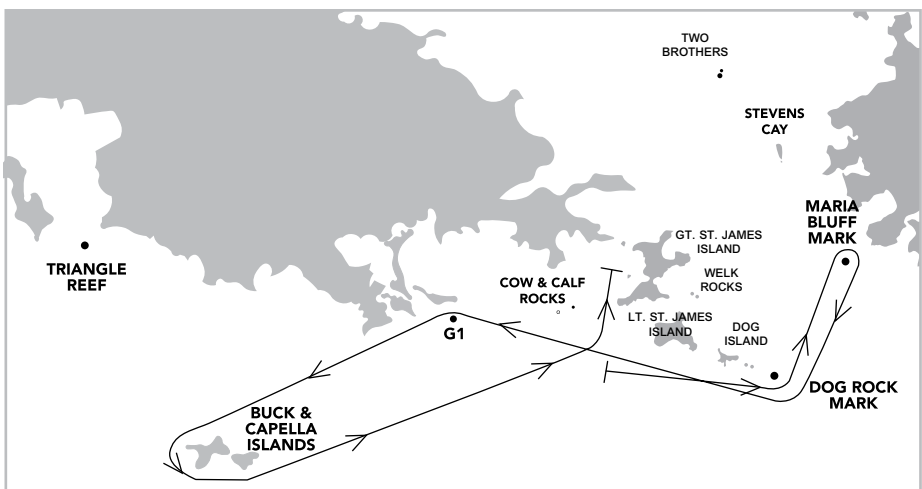 TWO
BROTHERS
STEVENS
CAY
MARIA
BLUFF
MARK
GT. ST. JAMES
ISLAND
TRIANGLE
REEF
WELK
ROCKS
COW & CALF
ROCKS
LT. ST. JAMES
ISLAND
DOG
ISLAND
G1
DOG ROCK
MARK
BUCK &
CAPELLA
ISLANDS